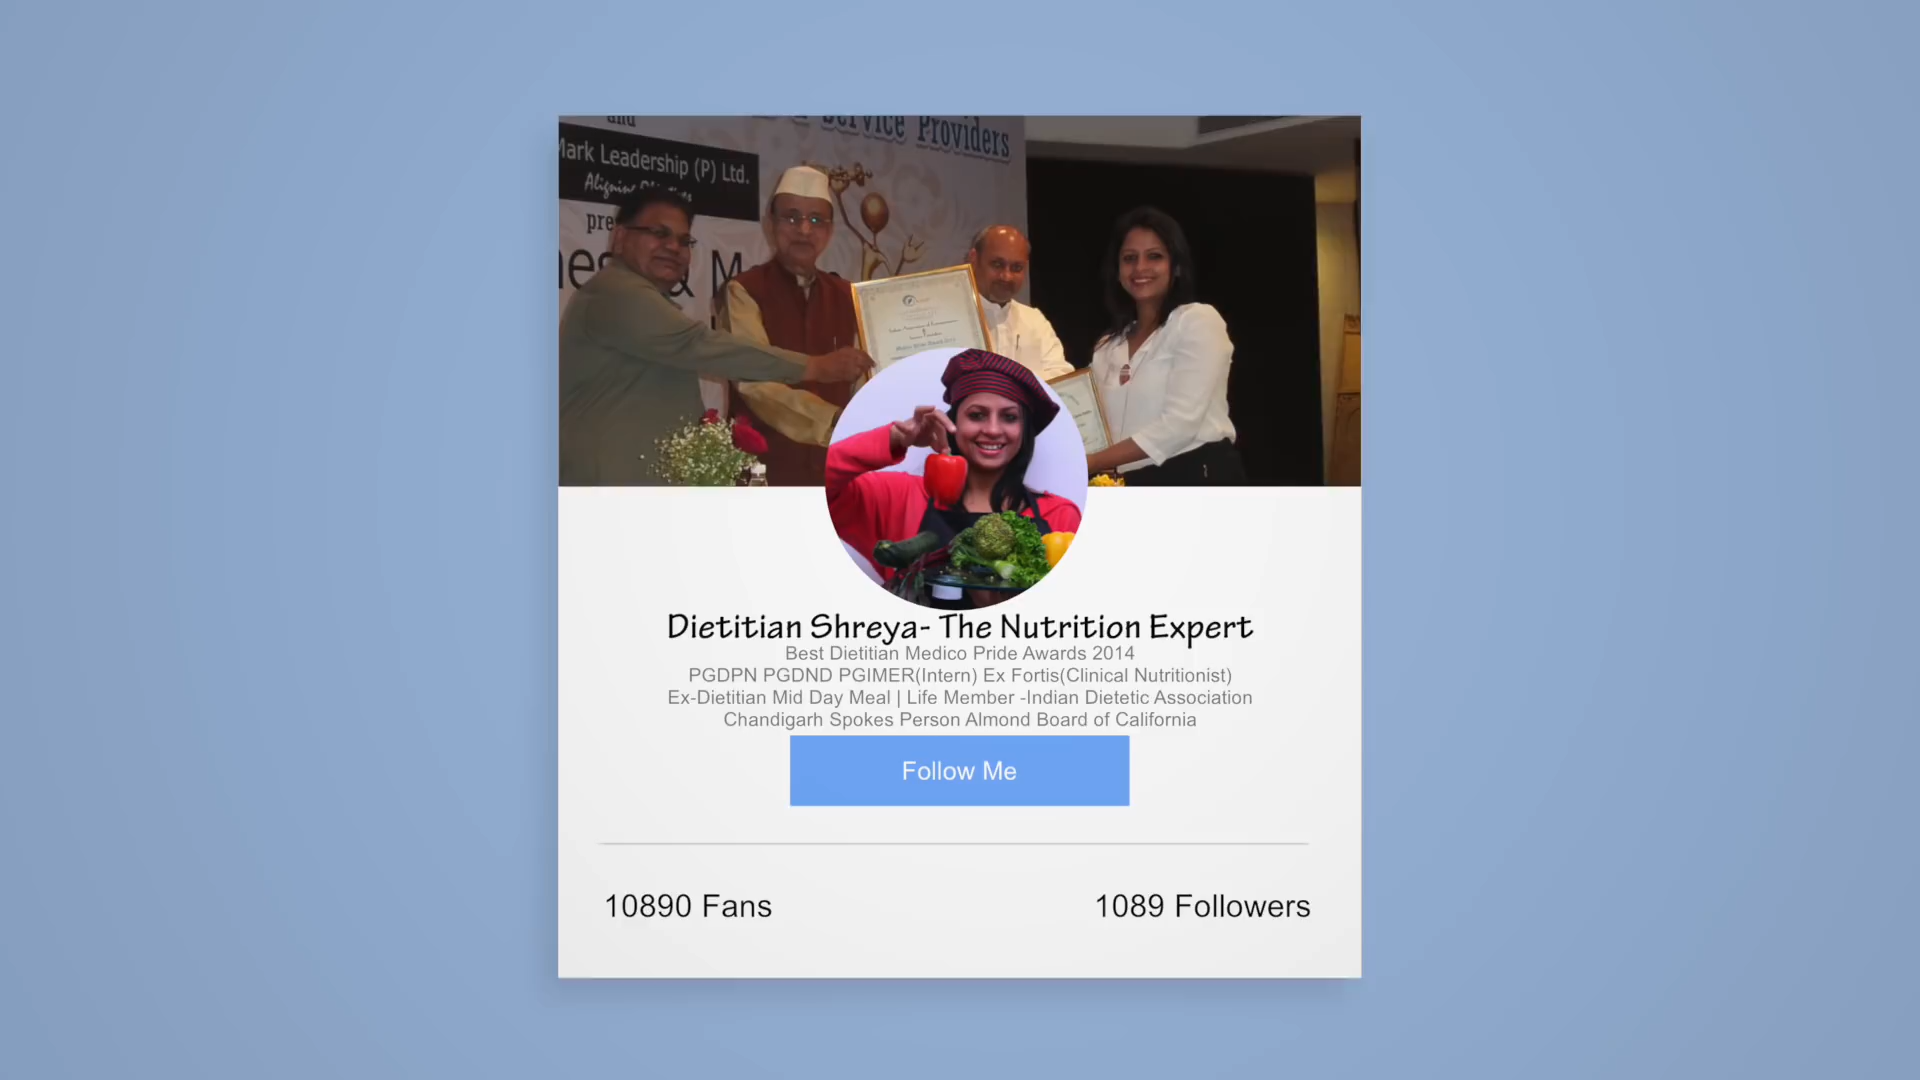 and
Service Providers
Mark Leadership (P) Ltd.
Dietitian Shreya- The Nutrition Expert
Best Dietitian Medico Pride Awards 2014
PGDPN PGDND PGIMER(Intern) Ex Fortis(Clinical Nutritionist)
Ex-Dietitian Mid Day Meal | Life Member -Indian Dietetic Association
Chandigarh Spokes Person Almond Board of California
Follow Me
10890 Fans
1089 Followers